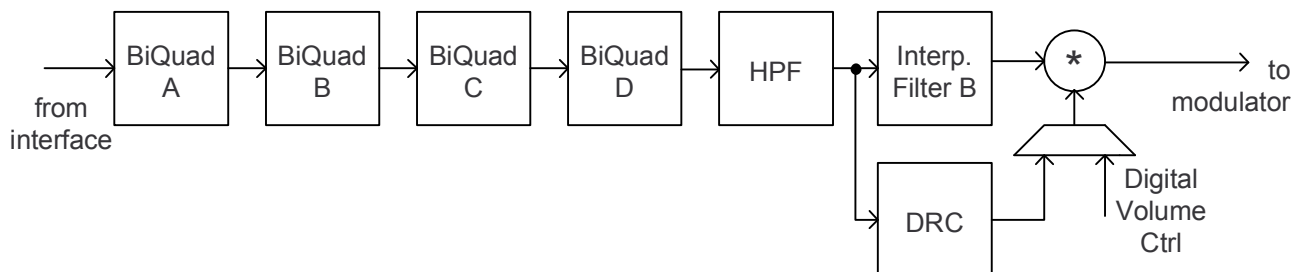 from
interface
BiQuad
A
BiQuad
B
BiQuad
C
BiQuad
D
HPF
Interp.
Filter B
*
to
modulator
DRC
Digital
Volume
Ctrl